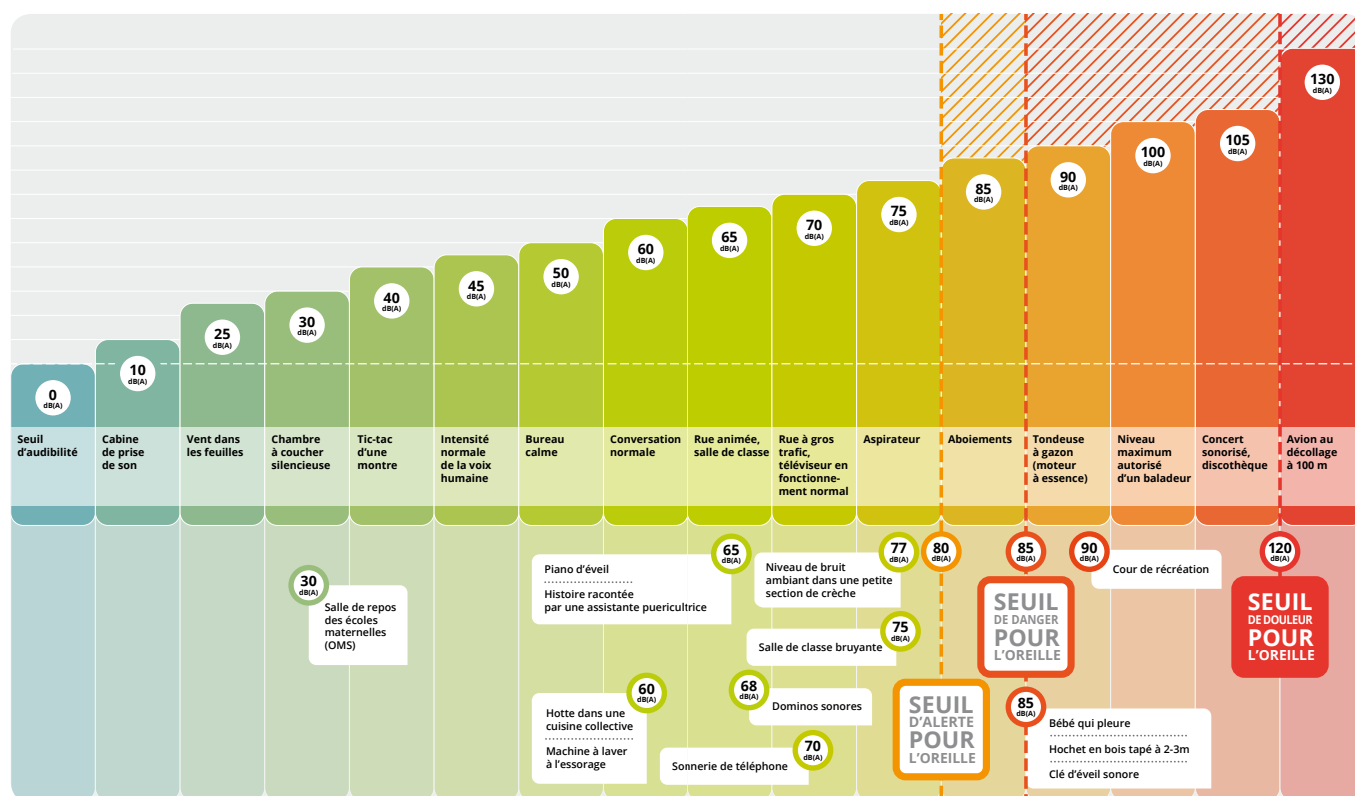 130
dB(A)
105
dB(A)
100
dB(A)
90
dB(A)
85
dB(A)
75
dB(A)
70
dB(A)
65
dB(A)
60
dB(A)
50
dB(A)
45
dB(A)
40
dB(A)
30
dB(A)
25
dB(A)
10
dB(A)
0
dB(A)
Seuil
d'audibilité
Cabine
de prise
de son
Vent dans
les feuilles
Chambre
à coucher
silencieuse
Tic-tac
d'une
montre
Intensité
normale
de la voix
humaine
Bureau
calme
Conversation
normale
Rue animée,
salle de classe
Rue à gros
trafic,
téléviseur en
fonctionne-
ment normal
Aspirateur
Aboiements
Tondeuse
à gazon
(moteur
à essence)
Niveau
maximum
autorisé
d'un baladeur
Concert
sonorisé,
discothèque
Avion au
décollage
à 100 m
30
dB(A)
Salle de repos
des écoles
maternelles
(OMS)
65
dB(A)
Piano d'éveil
Histoire racontée
par une assistante puericultrice
60
dB(A)
Hotte dans une
cuisine collective
Machine à laver
à l'essorage
77
dB(A)
Niveau de bruit
ambiant dans une petite
section de crèche
75
dB(A)
Salle de classe bruyante
68
dB(A)
Dominos sonores
70
dB(A)
Sonnerie de téléphone
80
dB(A)
SEUIL
D'ALERTE
POUR
L'OREILLE
85
dB(A)
SEUIL
DE DANGER
POUR
L'OREILLE
90
dB(A)
Cour de récréation
85
dB(A)
Bébé qui pleure
Hochet en bois tapé à 2-3m
Clé d'éveil sonore
120
dB(A)
SEUIL
DE DOULEUR
POUR
L'OREILLE